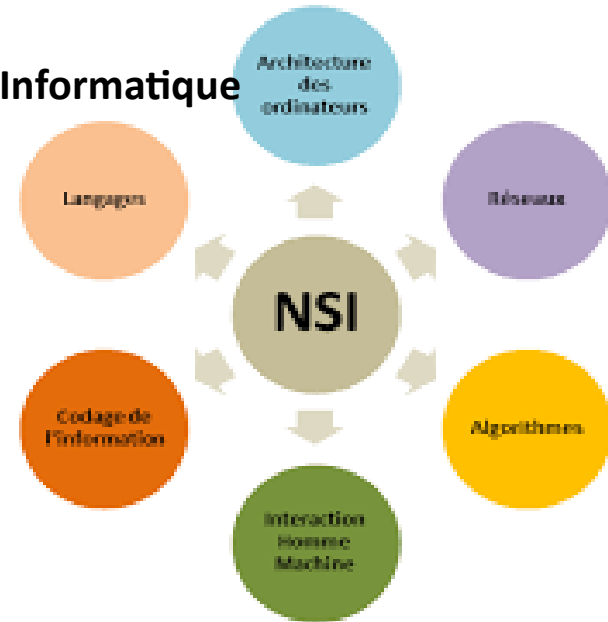 Informatique
Architecture
des
ordinateurs
Langages
Réseaux
NSI
Codage de
l'information
Algorithmes
Interaction
Homme
Machine